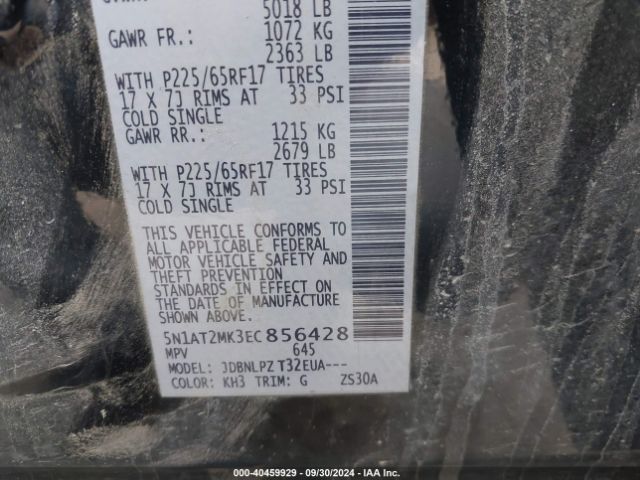 5018 LB
GAWR FR.: 1072 KG
2363 LB
WITH P225/65RF17 TIRES
17 X 7J RIMS AT 33 PSI
COLD SINGLE
GAWR RR.: 1215 KG
2679 LB
WITH P225/65RF17 TIRES
17 X 7J RIMS AT 33 PSI
COLD SINGLE
THIS VEHICLE CONFORMS TO
ALL APPLICABLE FEDERAL
MOTOR VEHICLE SAFETY AND
THEFT PREVENTION
STANDARDS IN EFFECT ON
THE DATE OF MANUFACTURE
SHOWN ABOVE.
5N1AT2MK3EC856428
MPV 645
MODEL: JDBNLPZ T32EUA---
COLOR: KH3 TRIM: G ZS30A
000-40459929 - 09/30/2024 - IAA Inc.